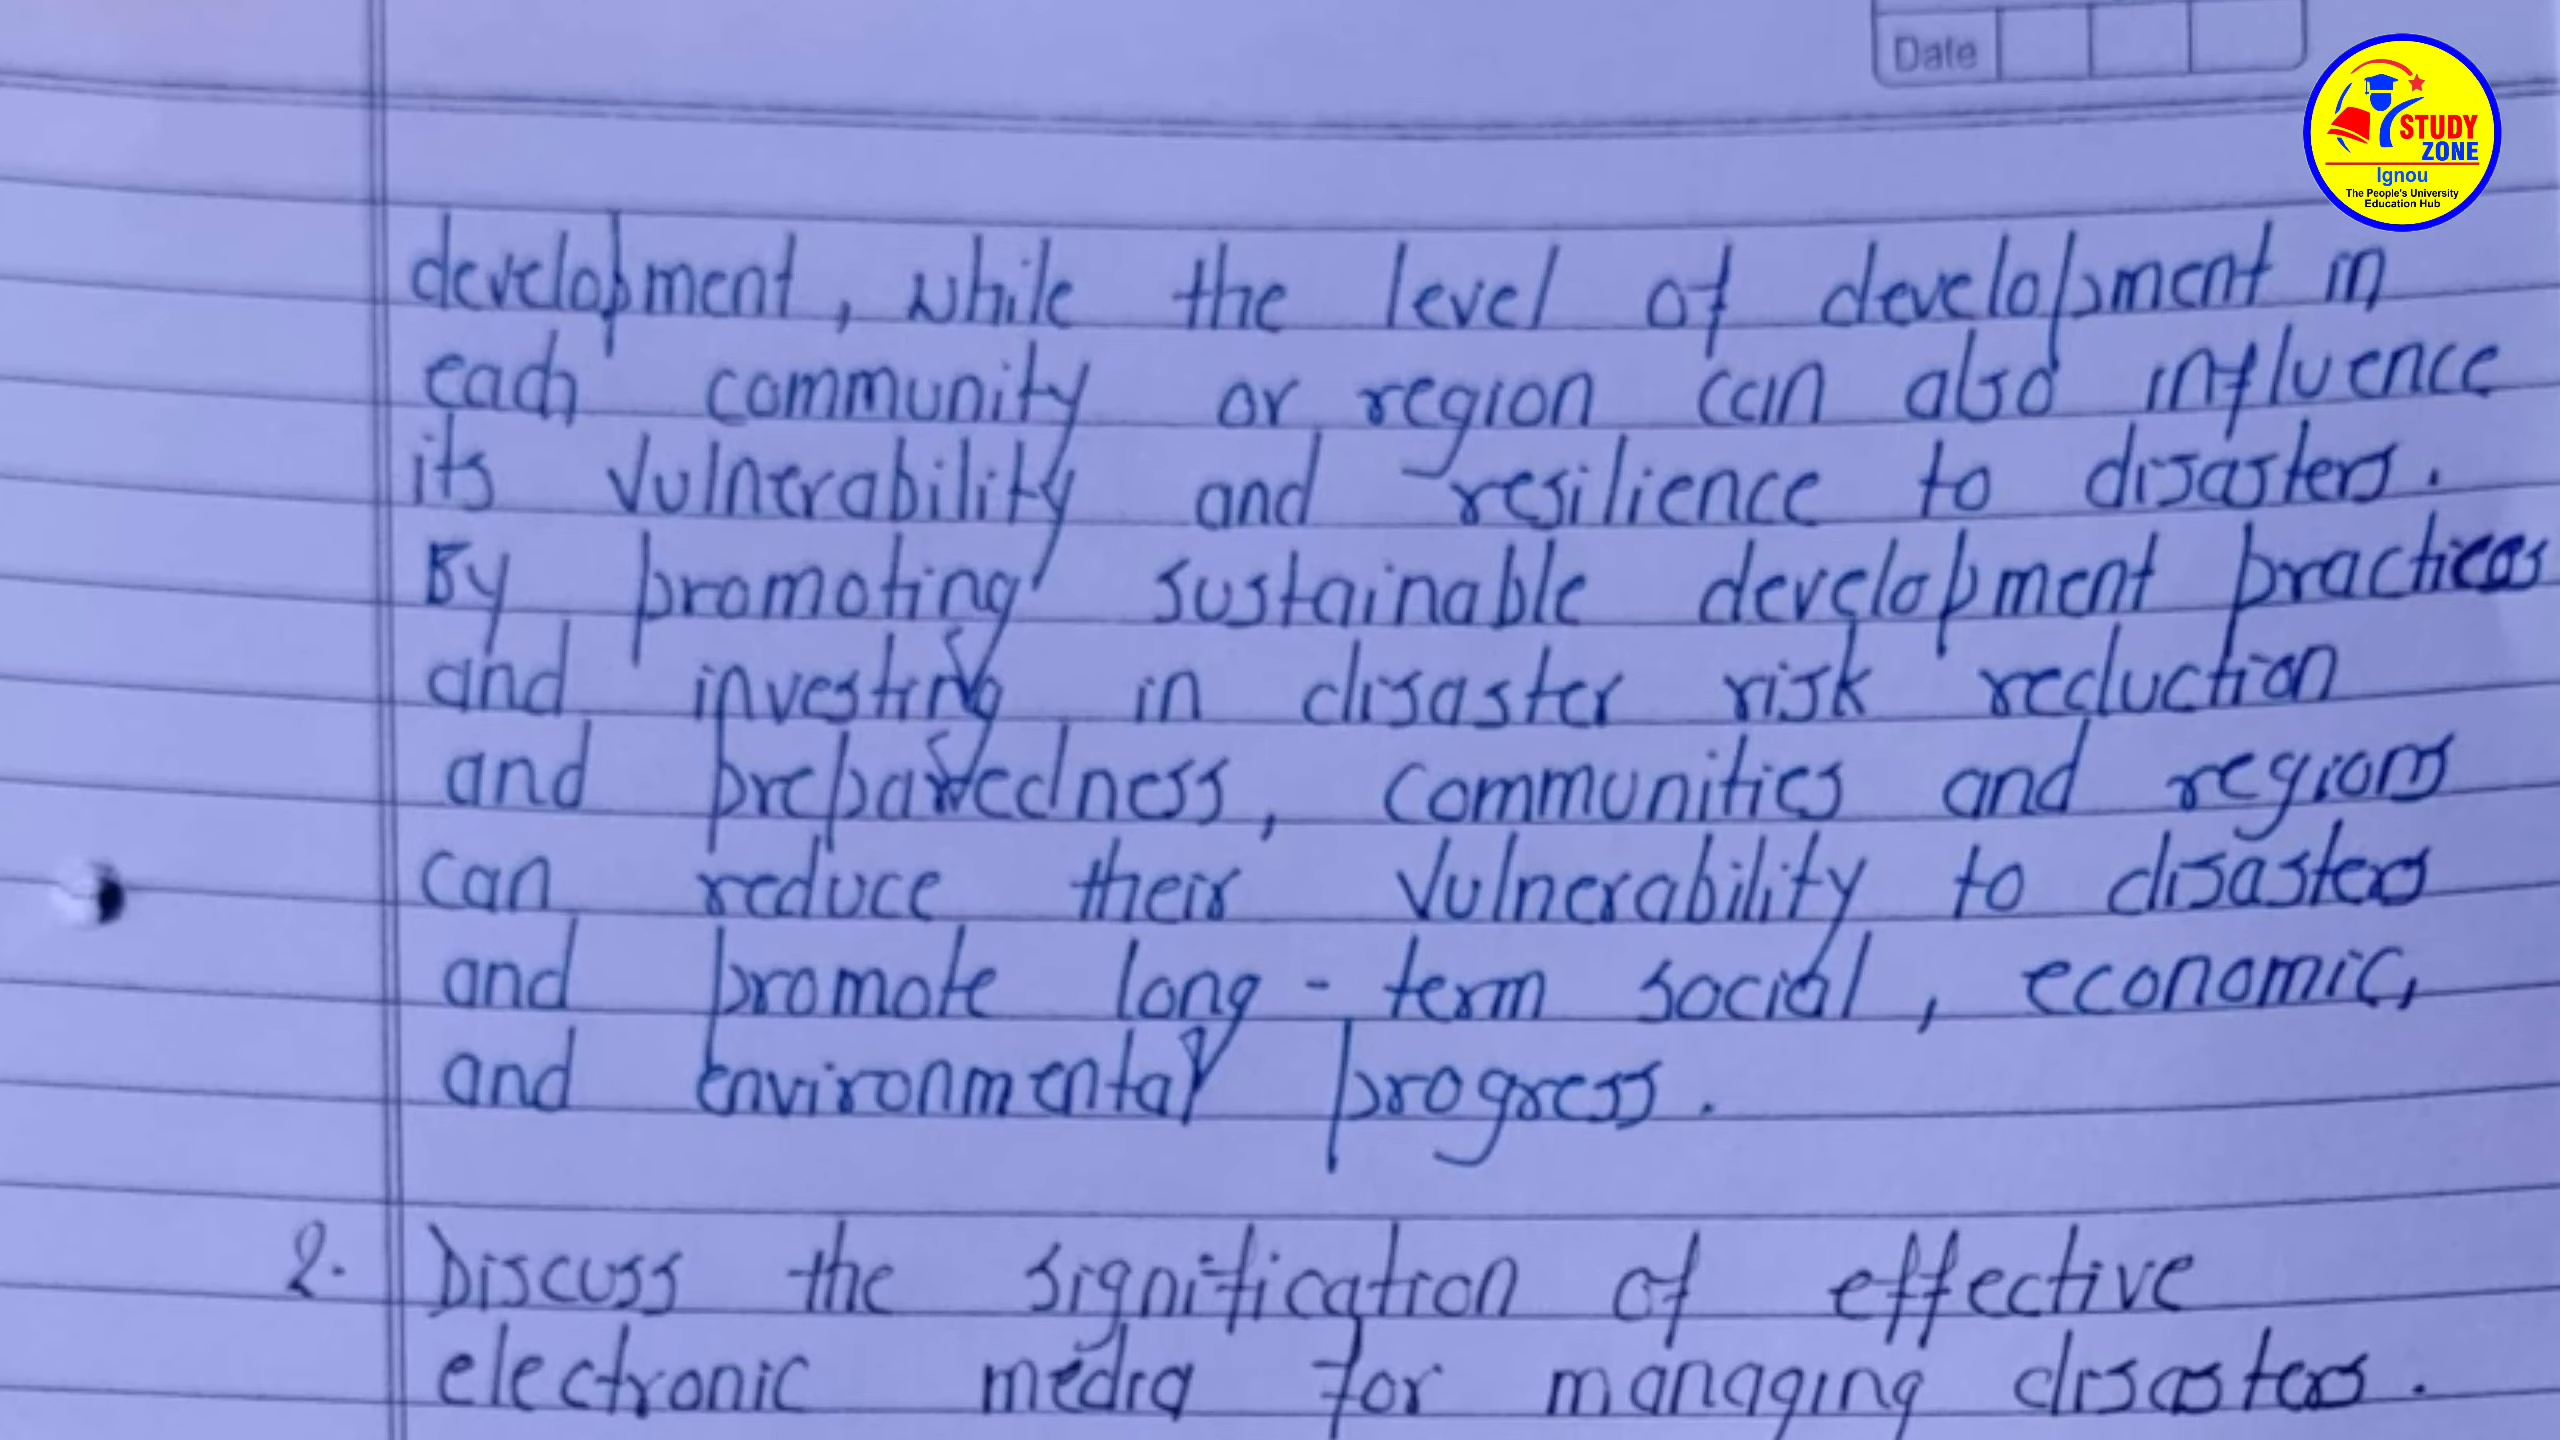 Date
STUDY
ZONE
Ignou
The People's University
Education Hub
development, while the level of development in
each community or region can also influence
its vulnerability and resilience to disasters.
By promoting sustainable development practices
and investing in disaster risk reduction
and preparedness, communities and regions
can reduce their vulnerability to disasters
and promote long - term social, economic,
and environmental progress.
2. Discuss the signification of effective
electronic media for managing disasters.